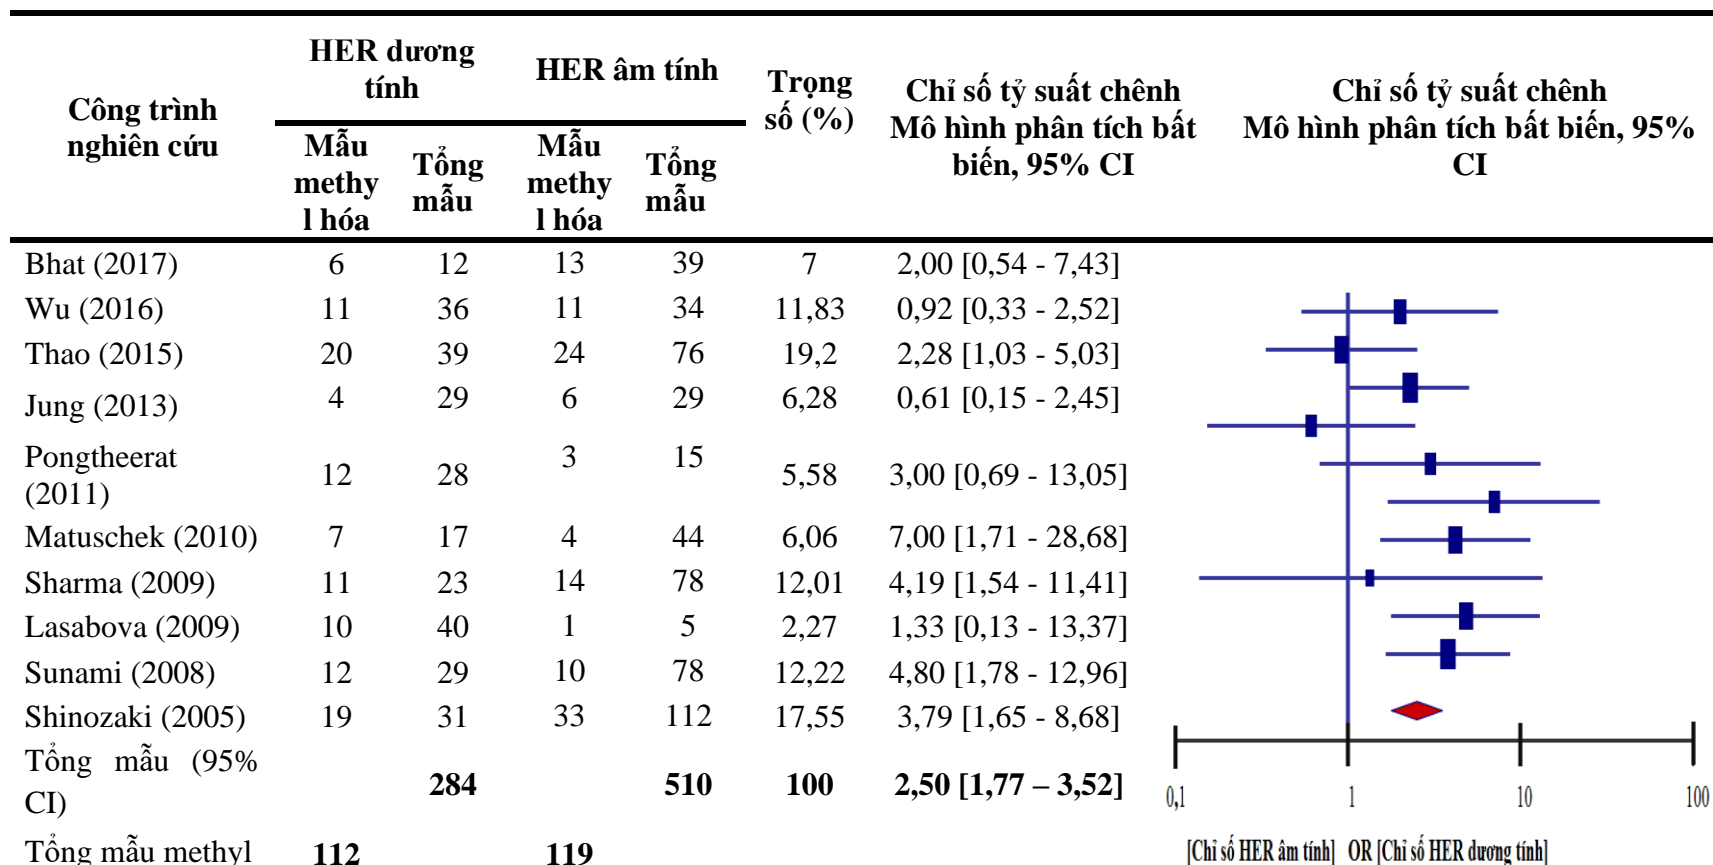 HER dương tính
HER âm tính
Công trình nghiên cứu
Trọng số (%)
Chỉ số tỷ suất chênh
Mô hình phân tích bất biến, 95% CI
Chỉ số tỷ suất chênh
Mô hình phân tích bất biến, 95% CI
Mẫu methy l hóa
Tổng mẫu
Mẫu methy l hóa
Tổng mẫu
Bhat (2017) 6 12 13 39 7 2,00 [0,54 - 7,43]
Wu (2016) 11 36 11 34 11,83 0,92 [0,33 - 2,52]
Thao (2015) 20 39 24 76 19,2 2,28 [1,03 - 5,03]
Jung (2013) 4 29 6 29 6,28 0,61 [0,15 - 2,45]
Pongtheerat (2011) 12 28 3 15 5,58 3,00 [0,69 - 13,05]
Matuschek (2010) 7 17 4 44 6,06 7,00 [1,71 - 28,68]
Sharma (2009) 11 23 14 78 12,01 4,19 [1,54 - 11,41]
Lasabova (2009) 10 40 1 5 2,27 1,33 [0,13 - 13,37]
Sunami (2008) 12 29 10 78 12,22 4,80 [1,78 - 12,96]
Shinozaki (2005) 19 31 33 112 17,55 3,79 [1,65 - 8,68]
Tổng mẫu (95% CI) 284 510 100 2,50 [1,77 – 3,52]
0,1 1 10 100
Tổng mẫu methyl 112 119
[Chỉ số HER âm tính] OR [Chỉ số HER dương tính]